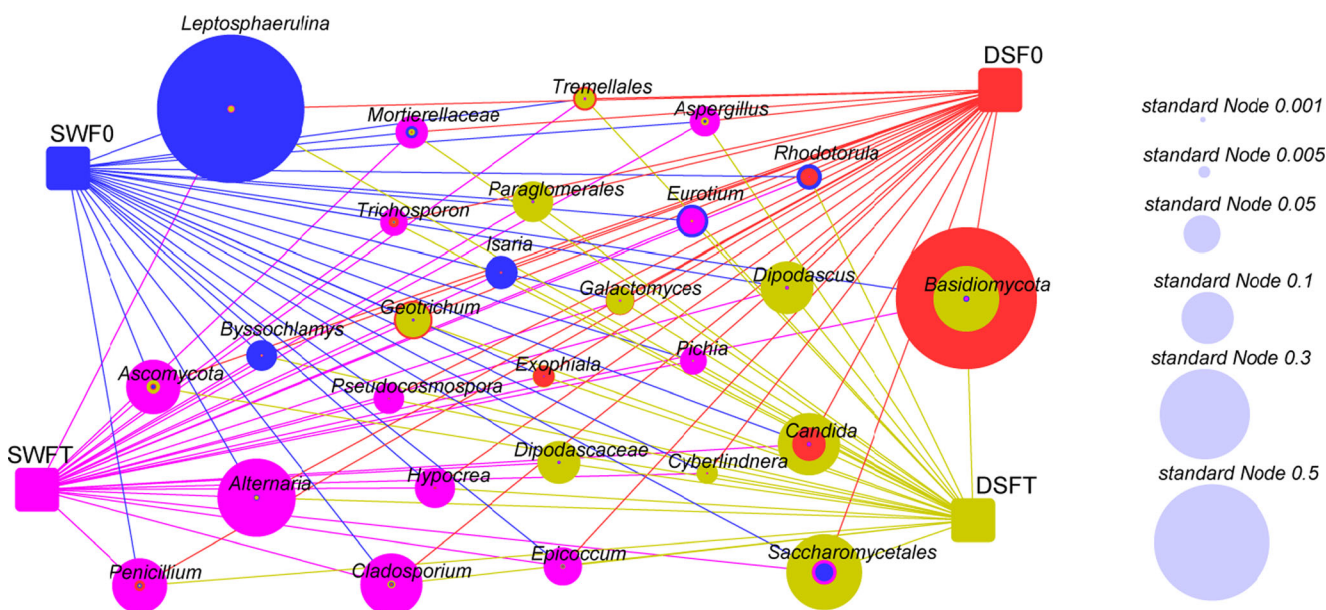 Leptosphaerulina
DSF0
Tremellales
Aspergillus
standard Node 0.001
Mortierellaceae
SWF0
Rhodotorula
standard Node 0.005
Paraglomerales
Eurotium
Trichosporon
standard Node 0.05
Isaria
Dipodascus
Basidiomycota
standard Node 0.1
Galactomyces
Geotrichum
Byssochlamys
Pichia
standard Node 0.3
Exophiala
Ascomycota
Pseudocosmospora
Candida
SWFT
Dipodascaceae
Cyberlindnera
standard Node 0.5
Hypocrea
Alternaria
DSFT
Epicoccum
Saccharomycetales
Penicillium
Cladosporium